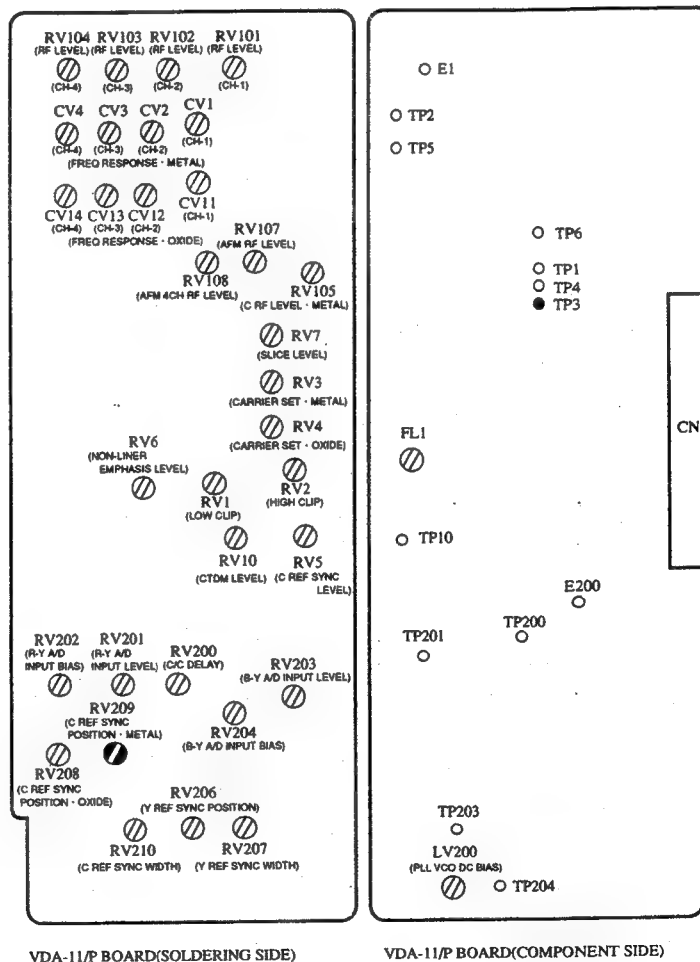 RV104 RV103 RV102 RV101
(RF LEVEL) (RF LEVEL) (RF LEVEL) (RF LEVEL)
(CH-4) (CH-3) (CH-2) (CH-1)
CV4 CV3 CV2 CV1
(CH-4) (CH-3) (CH-2) (CH-1)
(FREQ RESPONSE · METAL)
CV14 CV13 CV12 CV11
(CH-4) (CH-3) (CH-2) (CH-1)
(FREQ RESPONSE · OXIDE)
RV107
(AFM RF LEVEL)
RV108
(AFM 4CH RF LEVEL)
RV105
(C RF LEVEL · METAL)
RV7
(SLICE LEVEL)
RV3
(CARRIER SET · METAL)
RV4
(CARRIER SET · OXIDE)
RV6
(NON-LINER
EMPHASIS LEVEL)
RV1
(LOW CLIP)
RV2
(HIGH CLIP)
RV10
(CTDM LEVEL)
RV5
(C REF SYNC
LEVEL)
RV202
(R-Y A/D
INPUT BIAS)
RV201
(R-Y A/D
INPUT LEVEL)
RV200
(C/C DELAY)
RV203
(B-Y A/D INPUT LEVEL)
RV209
(C REF SYNC
POSITION · METAL)
RV204
(B-Y A/D INPUT BIAS)
RV208
(C REF SYNC
POSITION · OXIDE)
RV206
(Y REF SYNC POSITION)
RV210
(C REF SYNC WIDTH)
RV207
(Y REF SYNC WIDTH)
VDA-11/P BOARD(SOLDERING SIDE)
E1
TP2
TP5
TP6
TP1
TP4
TP3
CN
FL1
TP10
E200
TP200
TP201
TP203
LV200
(PLL VCO DC BIAS)
TP204
VDA-11/P BOARD(COMPONENT SIDE)